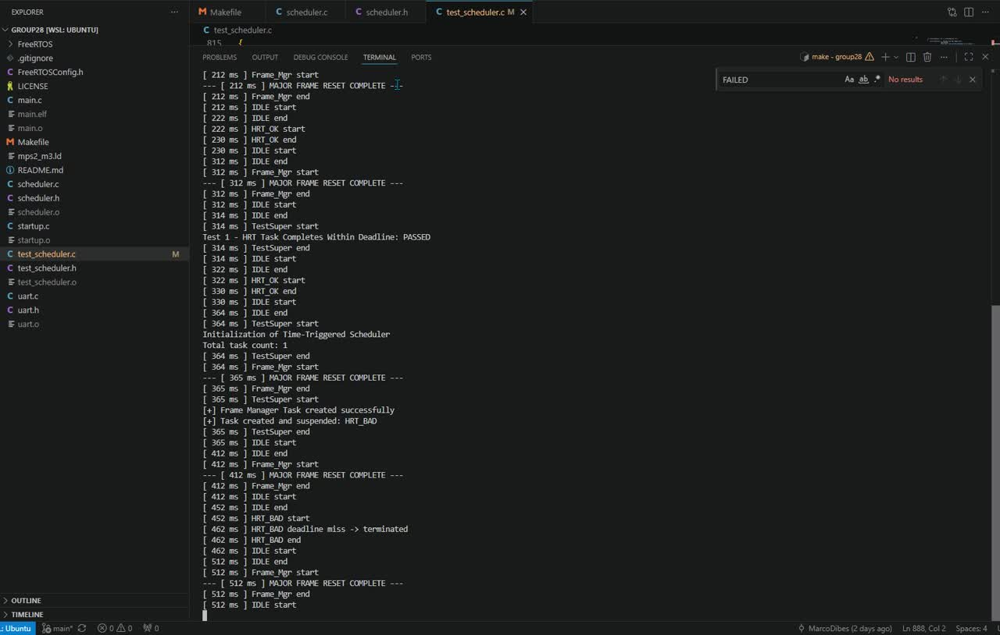 EXPLORER
GROUP28 [WSL: UBUNTU]
FreeRTOS
.gitignore
FreeRTOSConfig.h
LICENSE
main.c
main.elf
main.o
Makefile
mps2_m3.ld
README.md
scheduler.c
scheduler.h
scheduler.o
startup.c
startup.o
test_scheduler.c M
test_scheduler.h
test_scheduler.o
uart.c
uart.h
uart.o
OUTLINE
TIMELINE
Makefile scheduler.c scheduler.h test_scheduler.c M
test_scheduler.c
815 {
PROBLEMS OUTPUT DEBUG CONSOLE TERMINAL PORTS make - group28
FAILED Aa ab .* No results
[ 212 ms ] Frame_Mgr start
--- [ 212 ms ] MAJOR FRAME RESET COMPLETE ---
[ 212 ms ] Frame_Mgr end
[ 212 ms ] IDLE start
[ 222 ms ] IDLE end
[ 222 ms ] HRT_OK start
[ 230 ms ] HRT_OK end
[ 230 ms ] IDLE start
[ 312 ms ] IDLE end
[ 312 ms ] Frame_Mgr start
--- [ 312 ms ] MAJOR FRAME RESET COMPLETE ---
[ 312 ms ] Frame_Mgr end
[ 312 ms ] IDLE start
[ 314 ms ] IDLE end
[ 314 ms ] TestSuper start
Test 1 - HRT Task Completes Within Deadline: PASSED
[ 314 ms ] TestSuper end
[ 314 ms ] IDLE start
[ 322 ms ] IDLE end
[ 322 ms ] HRT_OK start
[ 330 ms ] HRT_OK end
[ 330 ms ] IDLE start
[ 364 ms ] IDLE end
[ 364 ms ] TestSuper start
Initialization of Time-Triggered Scheduler
Total task count: 1
[ 364 ms ] TestSuper end
[ 364 ms ] Frame_Mgr start
--- [ 365 ms ] MAJOR FRAME RESET COMPLETE ---
[ 365 ms ] Frame_Mgr end
[ 365 ms ] TestSuper start
[+] Frame Manager Task created successfully
[+] Task created and suspended: HRT_BAD
[ 365 ms ] TestSuper end
[ 365 ms ] IDLE start
[ 412 ms ] IDLE end
[ 412 ms ] Frame_Mgr start
--- [ 412 ms ] MAJOR FRAME RESET COMPLETE ---
[ 412 ms ] Frame_Mgr end
[ 412 ms ] IDLE start
[ 452 ms ] IDLE end
[ 452 ms ] HRT_BAD start
[ 462 ms ] HRT_BAD deadline miss -> terminated
[ 462 ms ] HRT_BAD end
[ 462 ms ] IDLE start
[ 512 ms ] IDLE end
[ 512 ms ] Frame_Mgr start
--- [ 512 ms ] MAJOR FRAME RESET COMPLETE ---
[ 512 ms ] Frame_Mgr end
[ 512 ms ] IDLE start
L: Ubuntu main* 0 0 0 MarcoDibes (2 days ago) Ln 888, Col 2 Spaces: 4